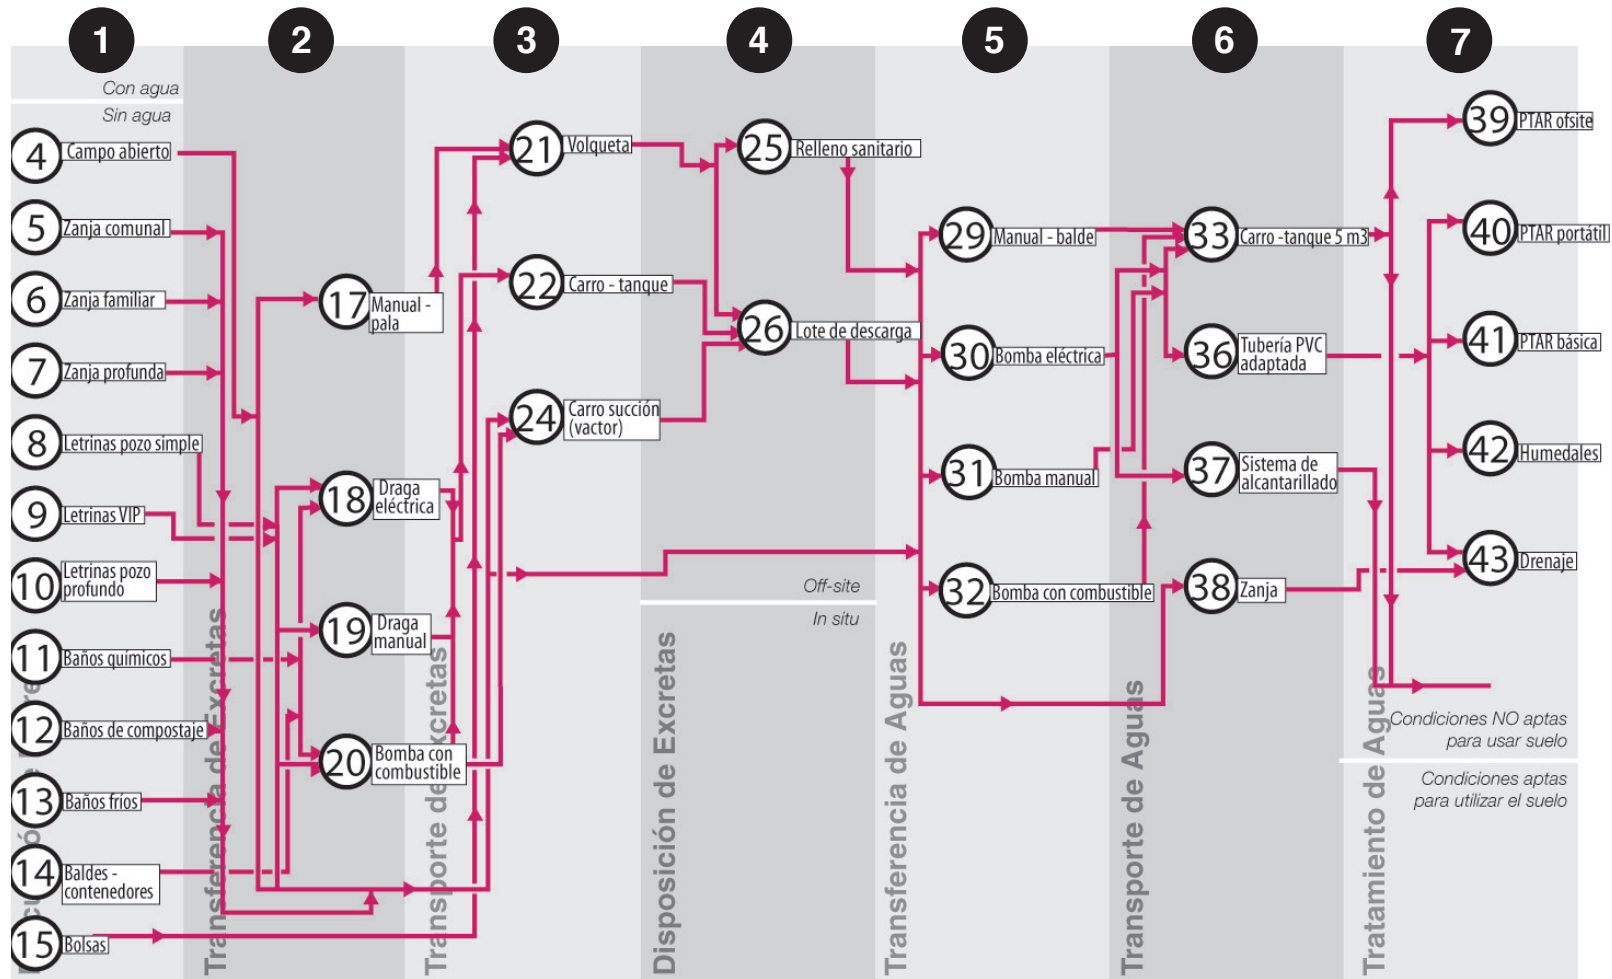 1
2
3
4
5
6
7
Con agua
Sin agua
4
Campo abierto
5
Zanja comunal
6
Zanja familiar
7
Zanja profunda
8
Letrinas pozo simple
9
Letrinas VIP
10
Letrinas pozo
profundo
11
Baños químicos
12
Baños de compostaje
13
Baños fríos
14
Baldes -
contenedores
15
Bolsas
Transferencia de Excretas
17
Manual -
pala
18
Draga
eléctrica
19
Draga
manual
20
Bomba con
combustible
Transporte de Excretas
21
Volqueta
22
Carro - tanque
24
Carro succión
(vactor)
Disposición de Excretas
25
Relleno sanitario
26
Lote de descarga
Off-site
In situ
Transferencia de Aguas
29
Manual - balde
30
Bomba eléctrica
31
Bomba manual
32
Bomba con combustible
Transporte de Aguas
33
Carro -tanque 5 m3
36
Tubería PVC
adaptada
37
Sistema de
alcantarillado
38
Zanja
Tratamiento de Aguas
39
PTAR ofsite
40
PTAR portátil
41
PTAR básica
42
Humedales
43
Drenaje
Condiciones NO aptas
para usar suelo
Condiciones aptas
para utilizar el suelo